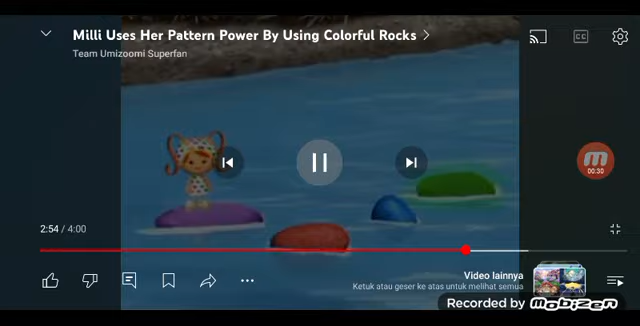 Milli Uses Her Pattern Power By Using Colorful Rocks
Team Umizoomi Superfan
CC
00:30
2:54 / 4:00
Video lainnya
Ketuk atau geser ke atas untuk melihat semua
Recorded by Mobizen